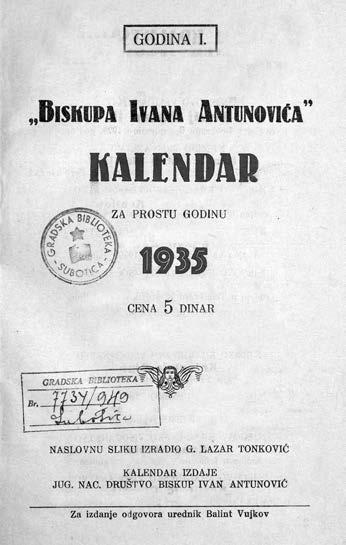 GODINA I.
„BISKUPA IVANA ANTUNOVIĆA”
KALENDAR
ZA PROSTU GODINU
GRADSKA BIBLIOTEKA
SUBOTICA
1935
CENA 5 DINAR
GRADSKA BIBLIOTEKA
Br. 7734/949
Subotica
NASLOVNU SLIKU IZRADIO G. LAZAR TONKOVIĆ
KALENDAR IZDAJE
JUG. NAC. DRUŠTVO BISKUP IVAN ANTUNOVIĆ
Za izdanje odgovora urednik Balint Vujkov